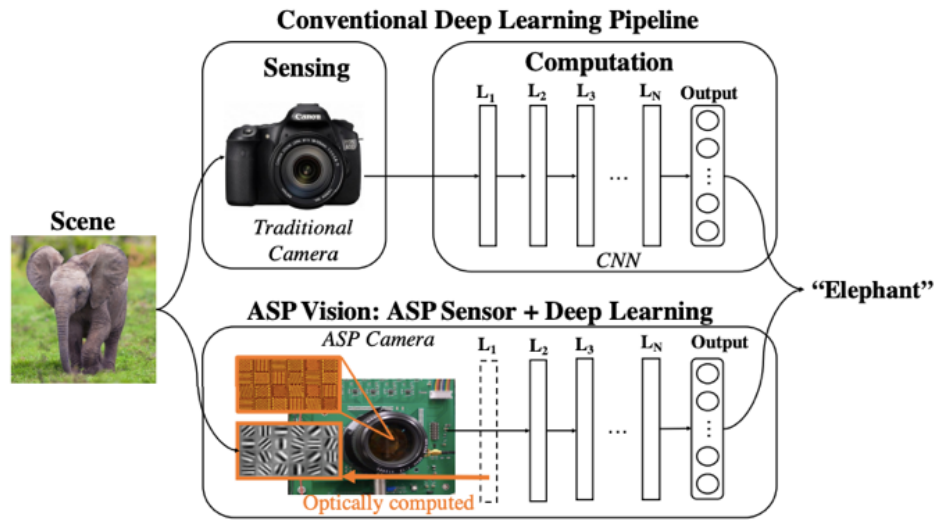 Conventional Deep Learning Pipeline
Sensing
Computation
L1
L2
L3
LN
Output
Canon
...
Traditional
Camera
CNN
Scene
“Elephant”
ASP Vision: ASP Sensor + Deep Learning
ASP Camera
L1
L2
L3
LN
Output
...
Optically computed